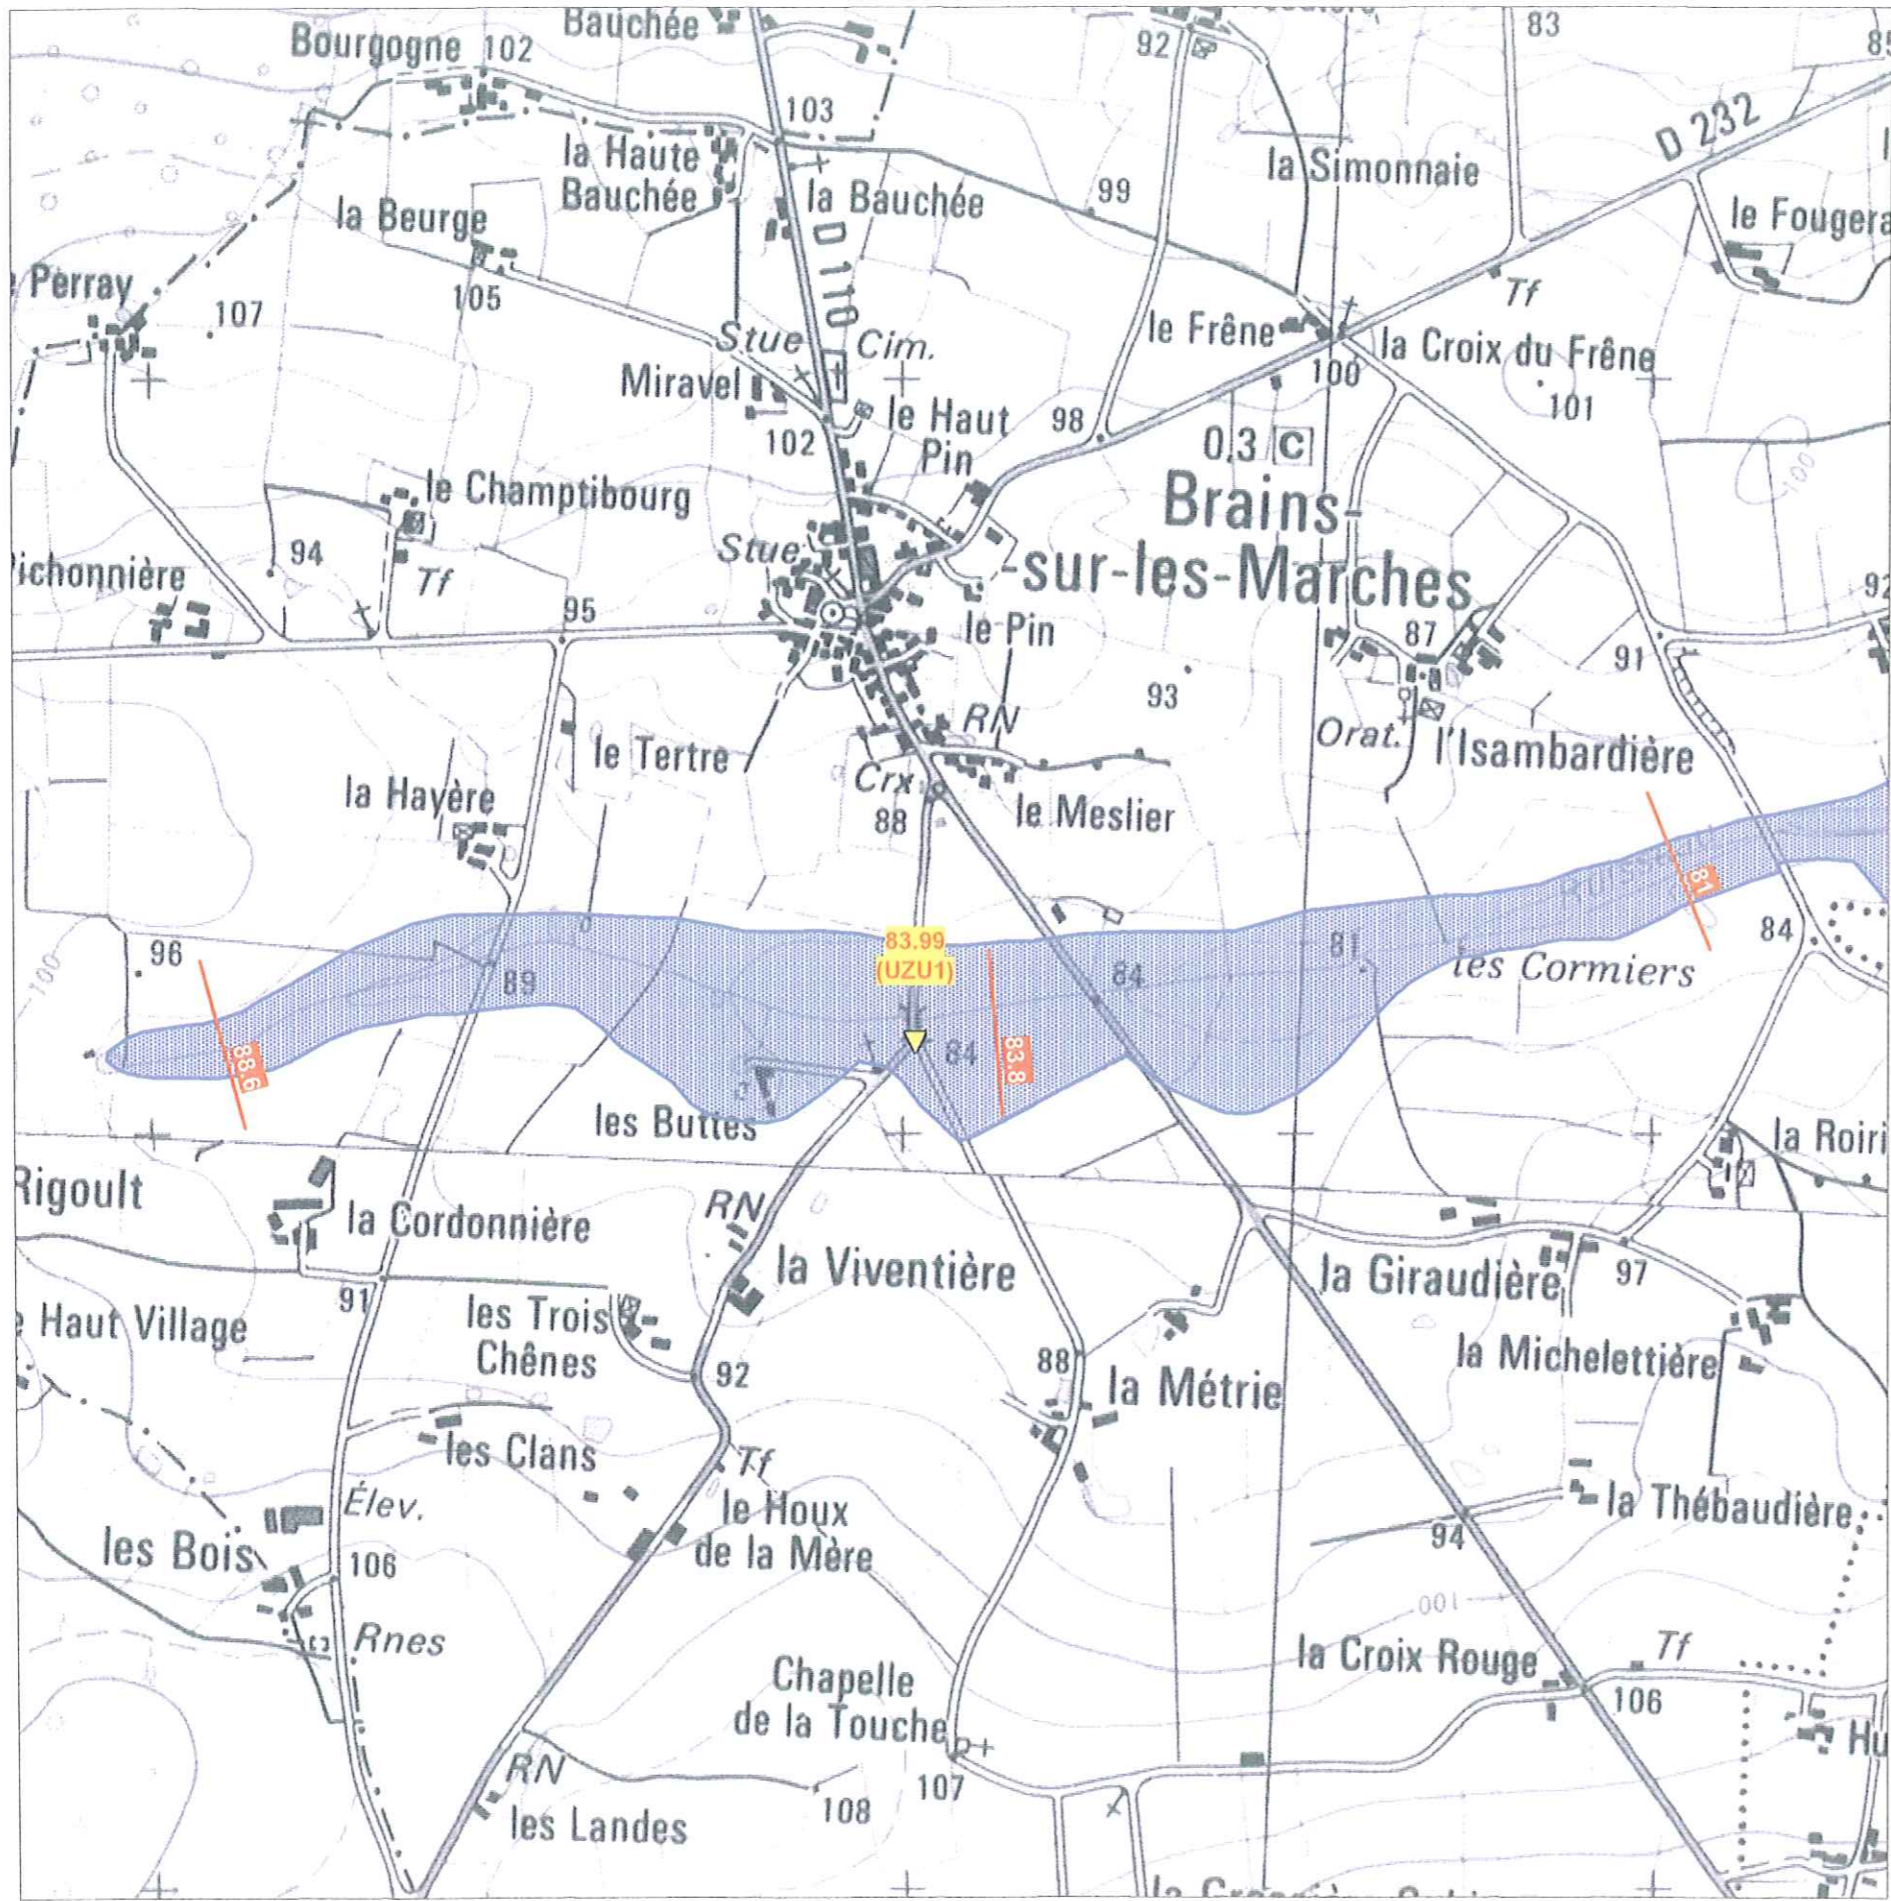 Bauchée
Bourgogne 102
92
83
103
D 232
la Haute
Bauchée
la Simonnaie
la Bauchée
99
la Beurge
D 110
Perray
105
107
Tf
le Frêne
la Croix du Frêne
100
Stue
Cim.
Miravel
101
102
le Haut
Pin
98
0,3 C
100
Brains-
-sur-les-Marches
le Champtibourg
Stue
94
Tf
95
le Pin
87
91
93
RN
Orat.
l'Isambardière
le Tertre
la Hayère
Crx
88
le Meslier
81
84
96
100
83.99
(UZU1)
89
84
81
les Cormiers
88.6
84
83.8
les Buttes
Rigoult
la Cordonnière
RN
la Viventière
la Giraudière
97
91
Haut Village
les Trois
Chênes
92
88
la Métrie
la Michelettière
les Clans
Tf
Élev.
le Houx
de la Mère
la Thébaudière
94
les Bois
106
100
Rnes
la Croix Rouge
Tf
106
Chapelle
de la Touche
107
RN
108
les Landes